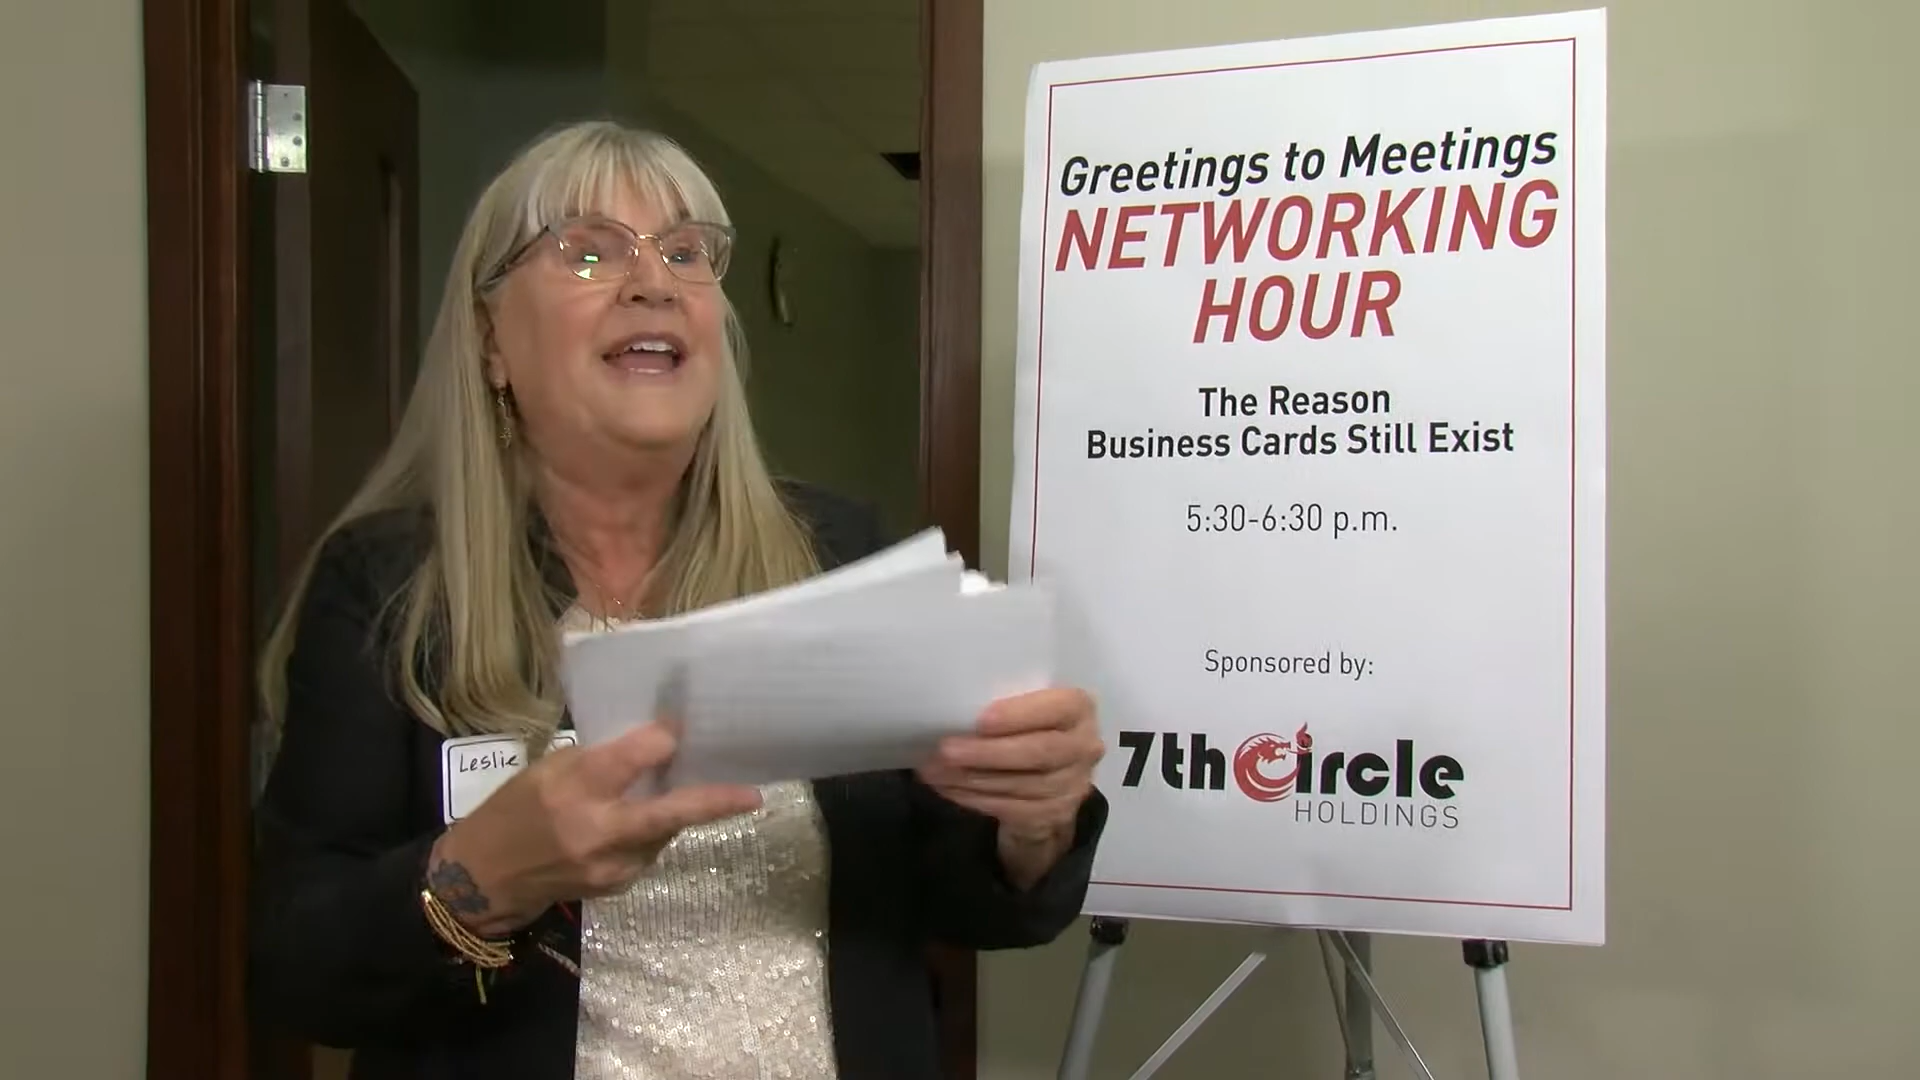 Greetings to Meetings
NETWORKING
HOUR
The Reason
Business Cards Still Exist
5:30-6:30 p.m.
Sponsored by:
7thCircle
HOLDINGS
Leslie